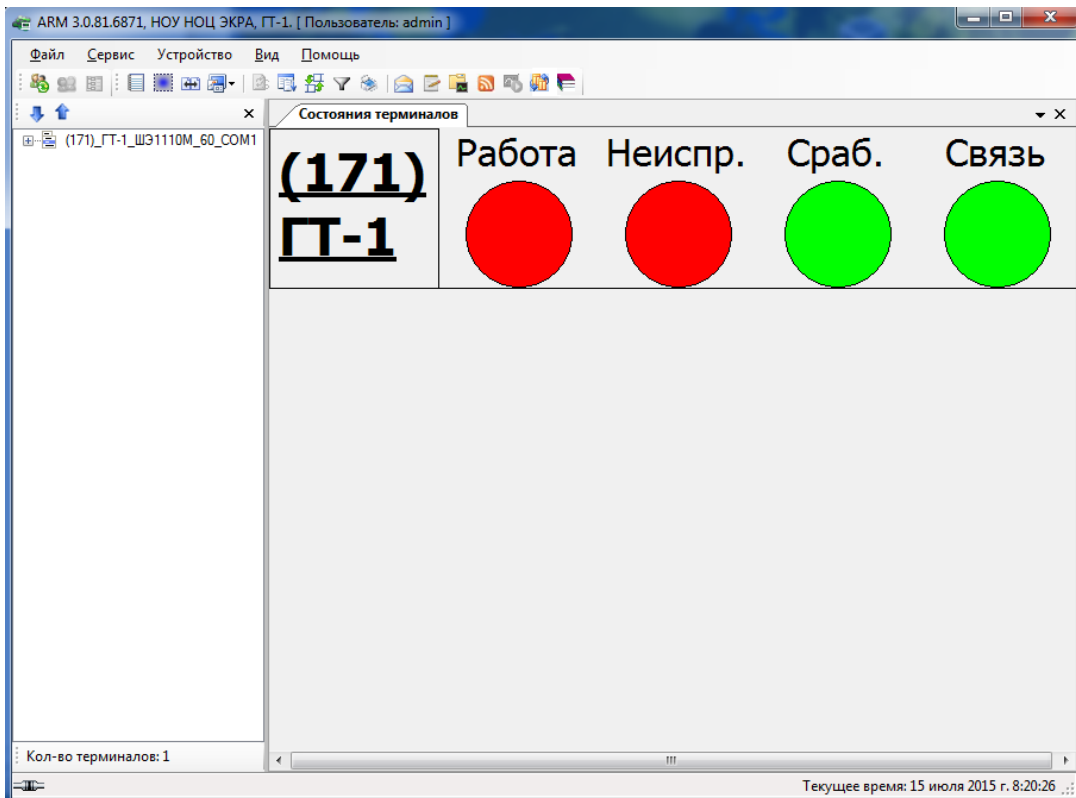 ARM 3.0.81.6871, НОУ НОЦ ЭКРА, ГТ-1. [ Пользователь: admin ]
Файл Сервис Устройство Вид Помощь
Состояния терминалов
(171)_ГТ-1_ШЭ1110М_60_COM1
(171)
ГТ-1
Работа Неиспр. Сраб. Связь
Кол-во терминалов: 1
Текущее время: 15 июля 2015 г. 8:20:26